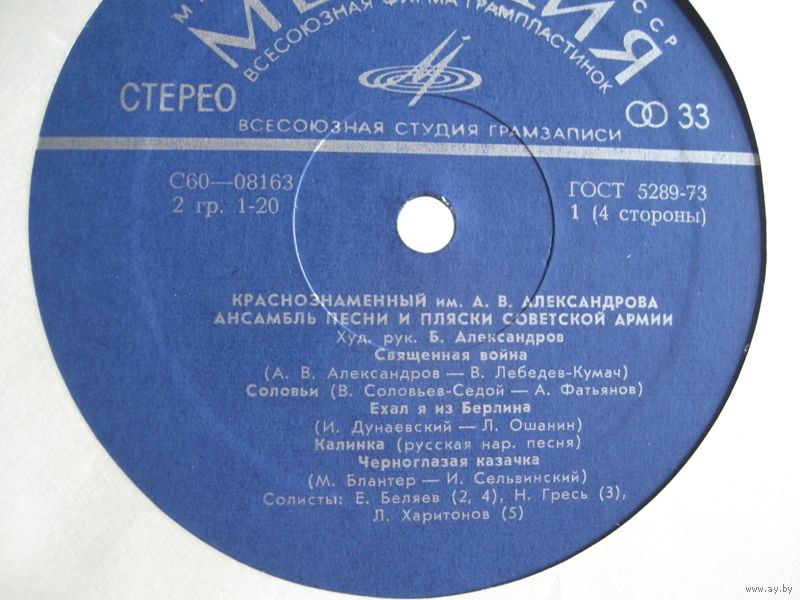 ВСЕСОЮЗНАЯ ФИРМА ГРАМПЛАСТИНОК
СТЕРЕО
33
ВСЕСОЮЗНАЯ СТУДИЯ ГРАМЗАПИСИ
С60—08163
ГОСТ 5289-73
2 гр. 1-20
1 (4 стороны)
КРАСНОЗНАМЕННЫЙ им. А. В. АЛЕКСАНДРОВА
АНСАМБЛЬ ПЕСНИ И ПЛЯСКИ СОВЕТСКОЙ АРМИИ
Худ. рук. Б. Александров
Священная война
(А. В. Александров — В. Лебедев-Кумач)
Соловьи (В. Соловьев-Седой — А. Фатьянов)
Ехал я из Берлина
(И. Дунаевский — Л. Ошанин)
Калинка (русская нар. песня)
Черноглазая казачка
(М. Блантер — И. Сельвинский)
Солисты: Е. Беляев (2, 4), Н. Гресь (3),
Л. Харитонов (5)
www.ay.by